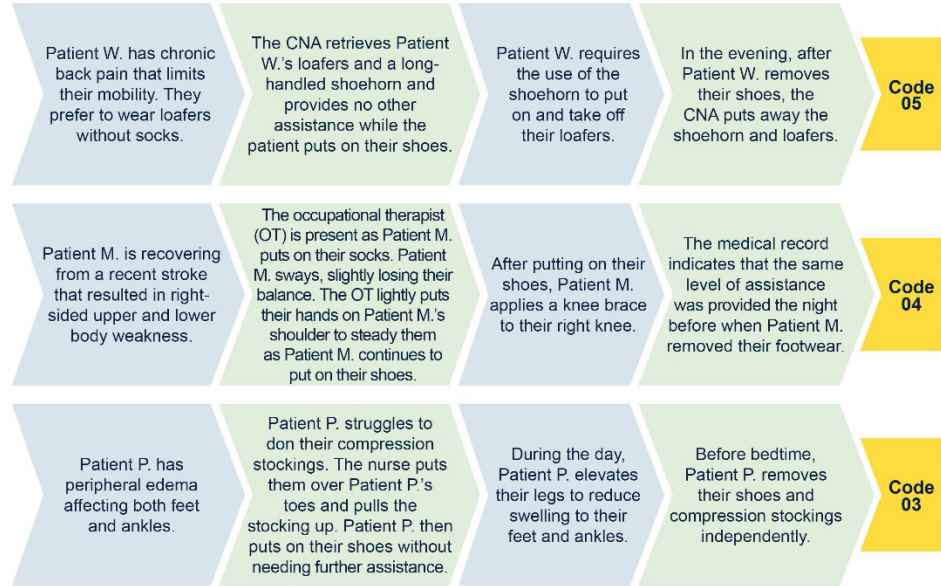 Patient W. has chronic
back pain that limits
their mobility. They
prefer to wear loafers
without socks.
The CNA retrieves Patient
W.'s loafers and a long-
handled shoehorn and
provides no other
assistance while the
patient puts on their shoes.
Patient W. requires
the use of the
shoehorn to put
on and take off
their loafers.
In the evening, after
Patient W. removes
their shoes, the
CNA puts away the
shoehorn and loafers.
Code
05
Patient M. is recovering
from a recent stroke
that resulted in right-
sided upper and lower
body weakness.
The occupational therapist
(OT) is present as Patient M.
puts on their socks. Patient
M. sways, slightly losing their
balance. The OT lightly puts
their hands on Patient M.'s
shoulder to steady them
as Patient M. continues to
put on their shoes.
After putting on their
shoes, Patient M.
applies a knee brace
to their right knee.
The medical record
indicates that the same
level of assistance
was provided the night
before when Patient M.
removed their footwear.
Code
04
Patient P. has
peripheral edema
affecting both feet
and ankles.
Patient P. struggles to
don their compression
stockings. The nurse puts
them over Patient P.'s
toes and pulls the
stocking up. Patient P. then
puts on their shoes without
needing further assistance.
During the day,
Patient P. elevates
their legs to reduce
swelling to their
feet and ankles.
Before bedtime,
Patient P. removes
their shoes and
compression stockings
independently.
Code
03